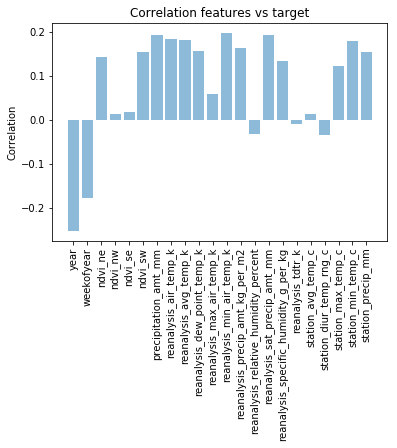 Correlation features vs target
Correlation
0.2
0.1
0.0
−0.1
−0.2
year
weekofyear
ndvi_ne
ndvi_nw
ndvi_se
ndvi_sw
precipitation_amt_mm
reanalysis_air_temp_k
reanalysis_avg_temp_k
reanalysis_dew_point_temp_k
reanalysis_max_air_temp_k
reanalysis_min_air_temp_k
reanalysis_precip_amt_kg_per_m2
reanalysis_relative_humidity_percent
reanalysis_sat_precip_amt_mm
reanalysis_specific_humidity_g_per_kg
reanalysis_tdtr_k
station_avg_temp_c
station_diur_temp_rng_c
station_max_temp_c
station_min_temp_c
station_precip_mm